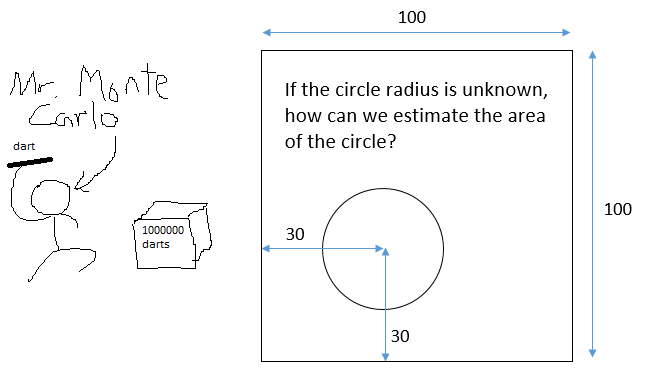 Mr. Monte
Carlo
dart
1000000
darts
100
If the circle radius is unknown,
how can we estimate the area
of the circle?
100
30
30